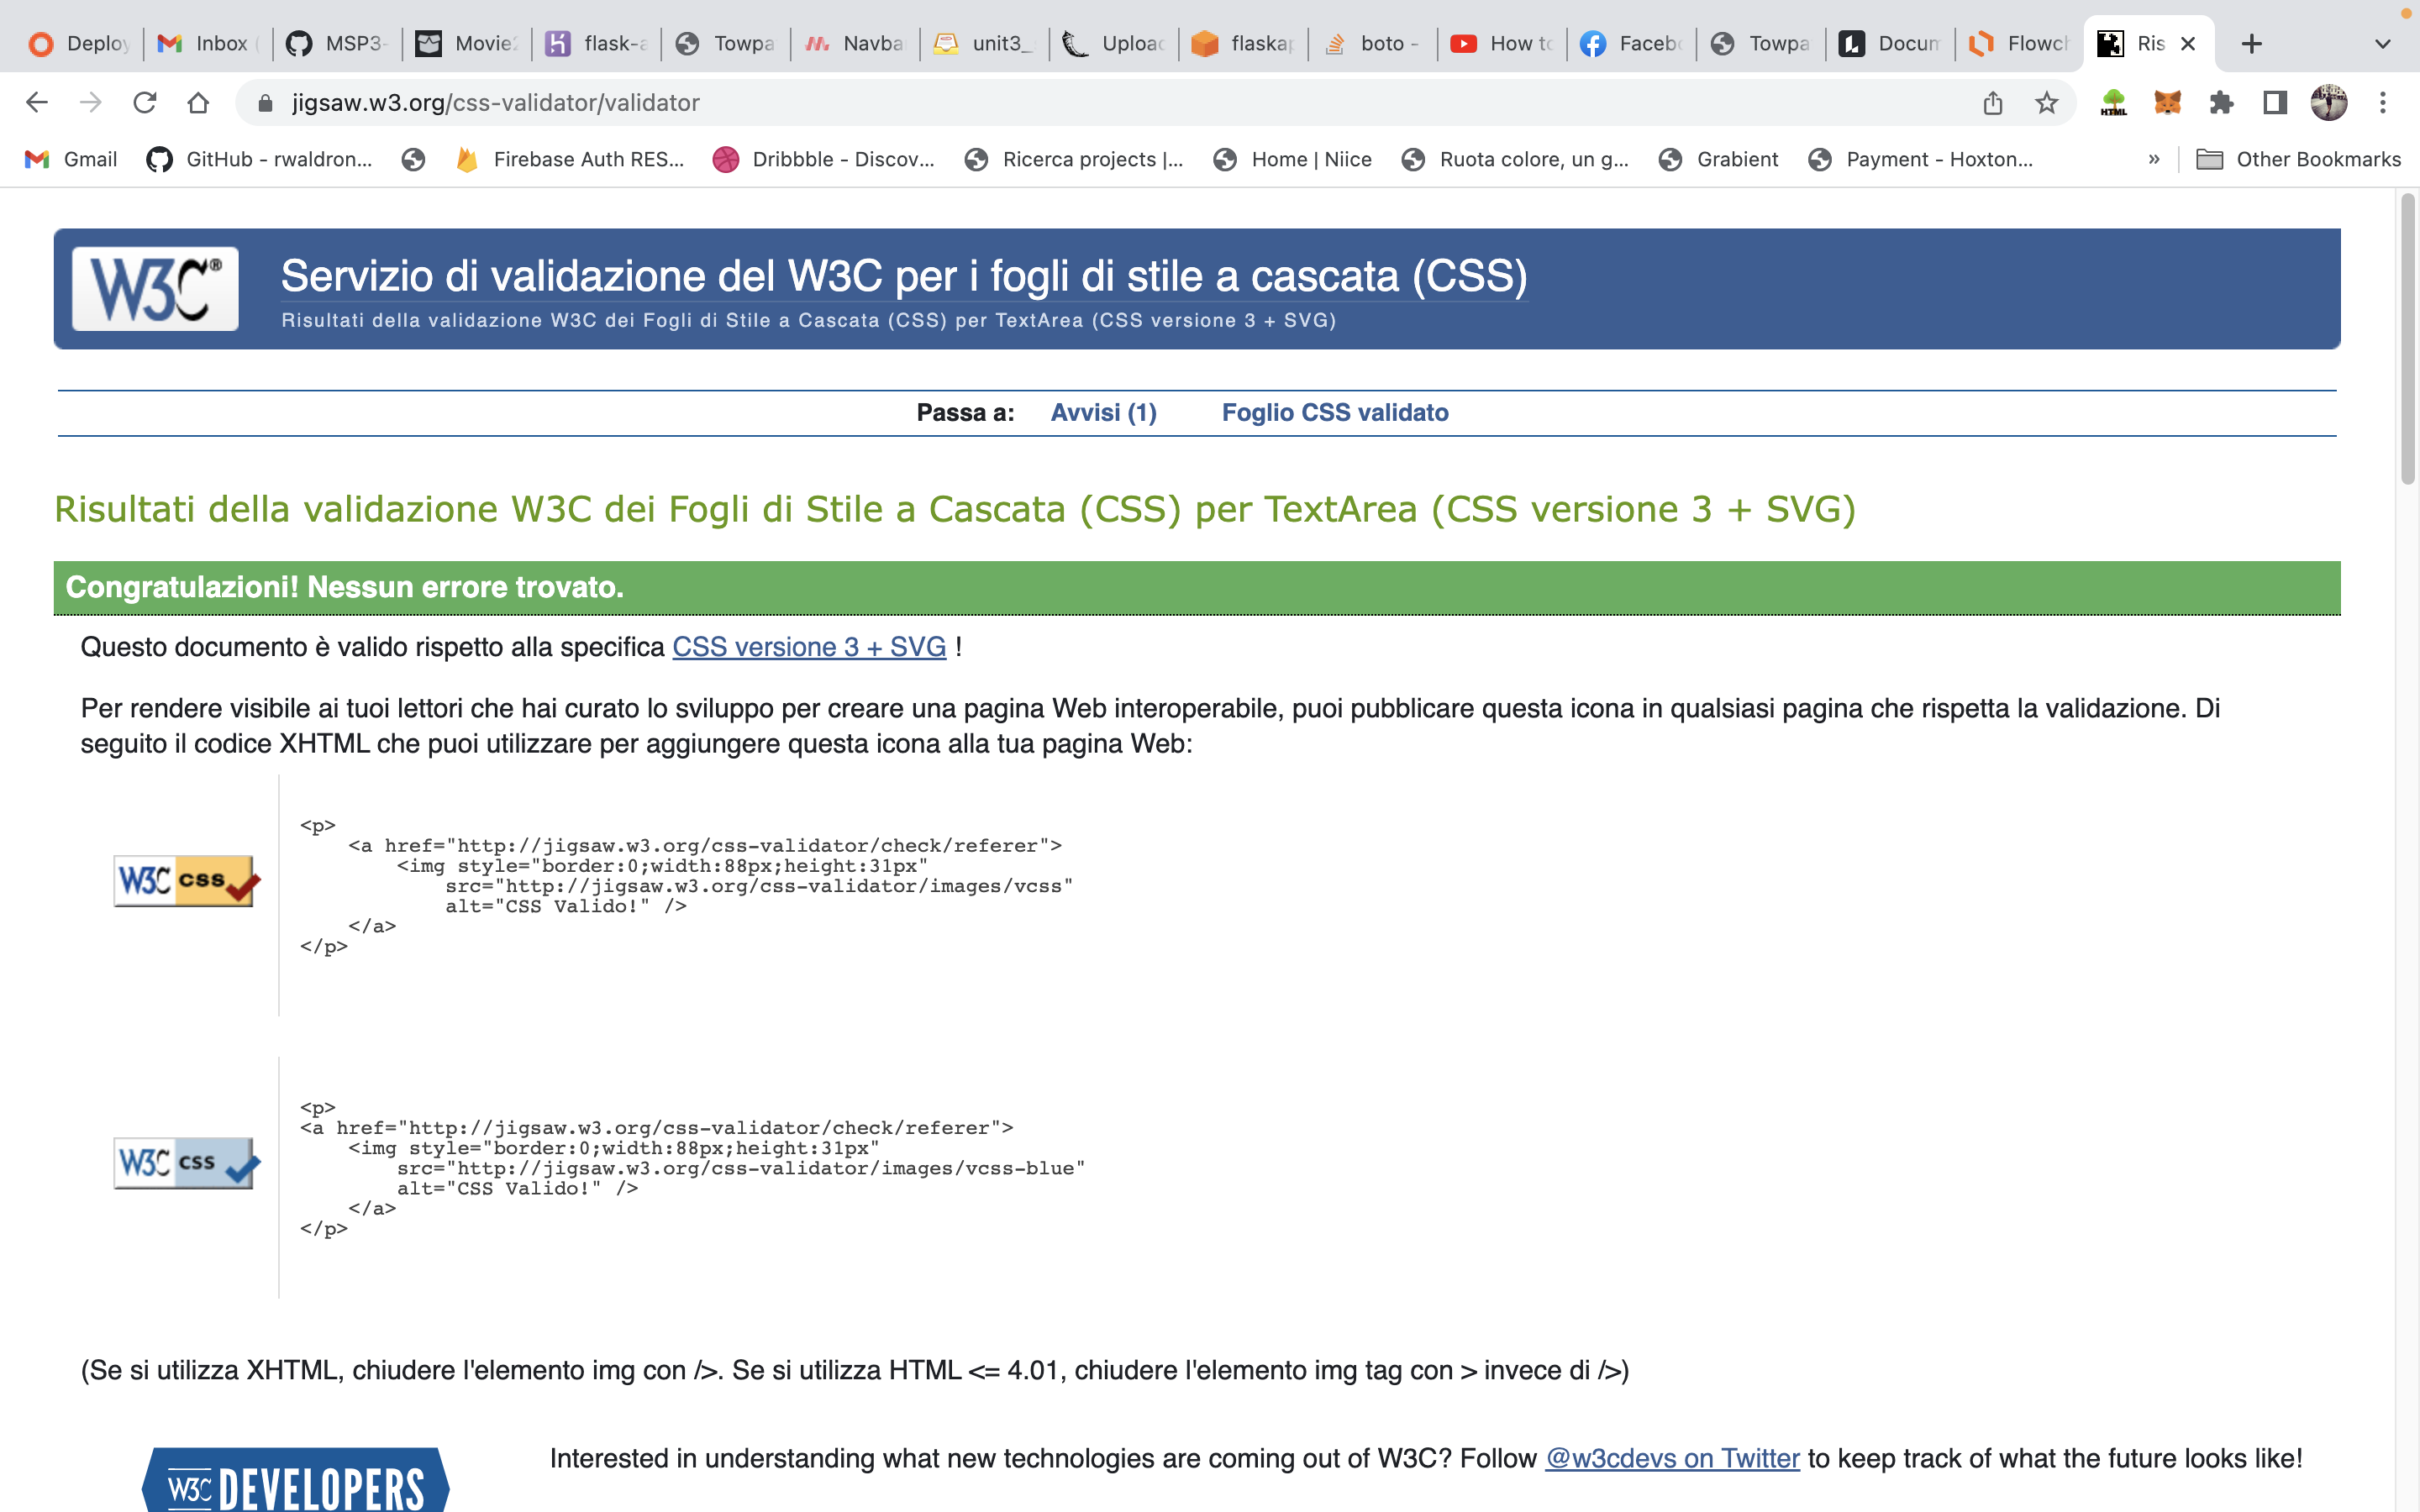 Deploy Inbox MSP3- Movie flask-a Towpa Navba unit3_ Uploac flaskap boto - How to Facebo Towpa Docum Flowch Ris
jigsaw.w3.org/css-validator/validator
Gmail GitHub - rwaldron... Firebase Auth RES... Dribbble - Discov... Ricerca projects |... Home | Niice Ruota colore, un g... Grabient Payment - Hoxton... » Other Bookmarks
W3C® Servizio di validazione del W3C per i fogli di stile a cascata (CSS)
Risultati della validazione W3C dei Fogli di Stile a Cascata (CSS) per TextArea (CSS versione 3 + SVG)
Passa a: Avvisi (1) Foglio CSS validato
Risultati della validazione W3C dei Fogli di Stile a Cascata (CSS) per TextArea (CSS versione 3 + SVG)
Congratulazioni! Nessun errore trovato.
Questo documento è valido rispetto alla specifica CSS versione 3 + SVG !
Per rendere visibile ai tuoi lettori che hai curato lo sviluppo per creare una pagina Web interoperabile, puoi pubblicare questa icona in qualsiasi pagina che rispetta la validazione. Di
seguito il codice XHTML che puoi utilizzare per aggiungere questa icona alla tua pagina Web:
W3C css
<p>
<a href="http://jigsaw.w3.org/css-validator/check/referer">
<img style="border:0;width:88px;height:31px"
src="http://jigsaw.w3.org/css-validator/images/vcss"
alt="CSS Valido!" />
</a>
</p>
W3C css
<p>
<a href="http://jigsaw.w3.org/css-validator/check/referer">
<img style="border:0;width:88px;height:31px"
src="http://jigsaw.w3.org/css-validator/images/vcss-blue"
alt="CSS Valido!" />
</a>
</p>
(Se si utilizza XHTML, chiudere l'elemento img con />. Se si utilizza HTML <= 4.01, chiudere l'elemento img tag con > invece di />)
Interested in understanding what new technologies are coming out of W3C? Follow @w3cdevs on Twitter to keep track of what the future looks like!
W3C DEVELOPERS